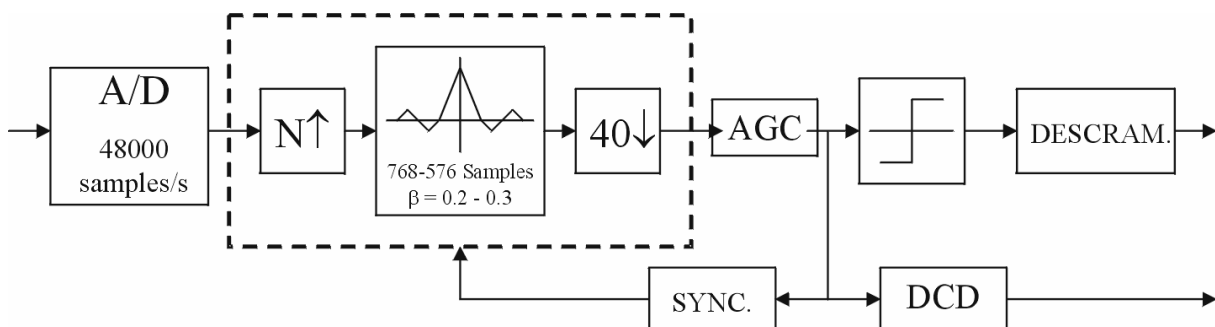 A/D
48000
samples/s
N↑
768-576 Samples
β = 0.2 - 0.3
40↓
AGC
DESCRAM.
SYNC.
DCD